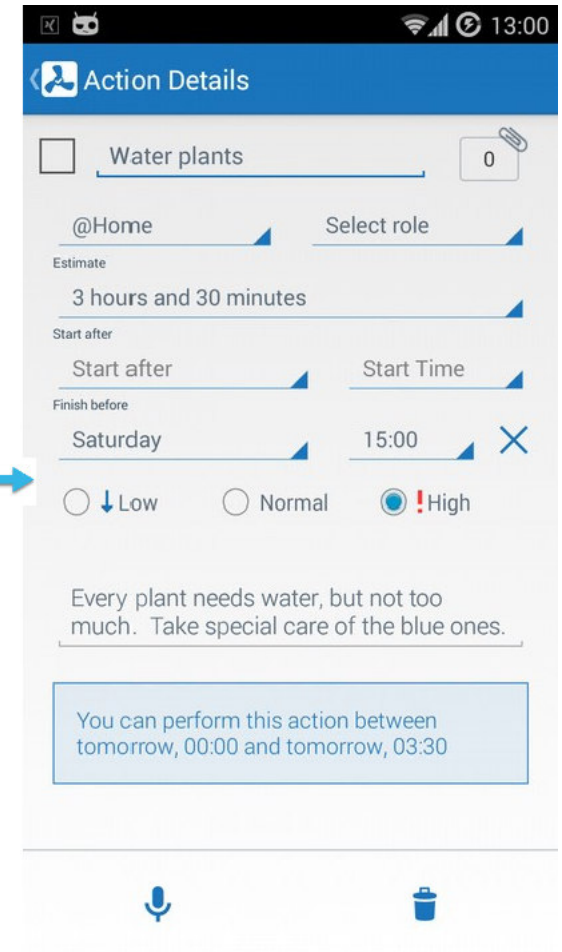 13:00
Action Details
Water plants
0
@Home Select role
Estimate
3 hours and 30 minutes
Start after
Start after Start Time
Finish before
Saturday 15:00
Low Normal !High
Every plant needs water, but not too
much. Take special care of the blue ones.
You can perform this action between
tomorrow, 00:00 and tomorrow, 03:30